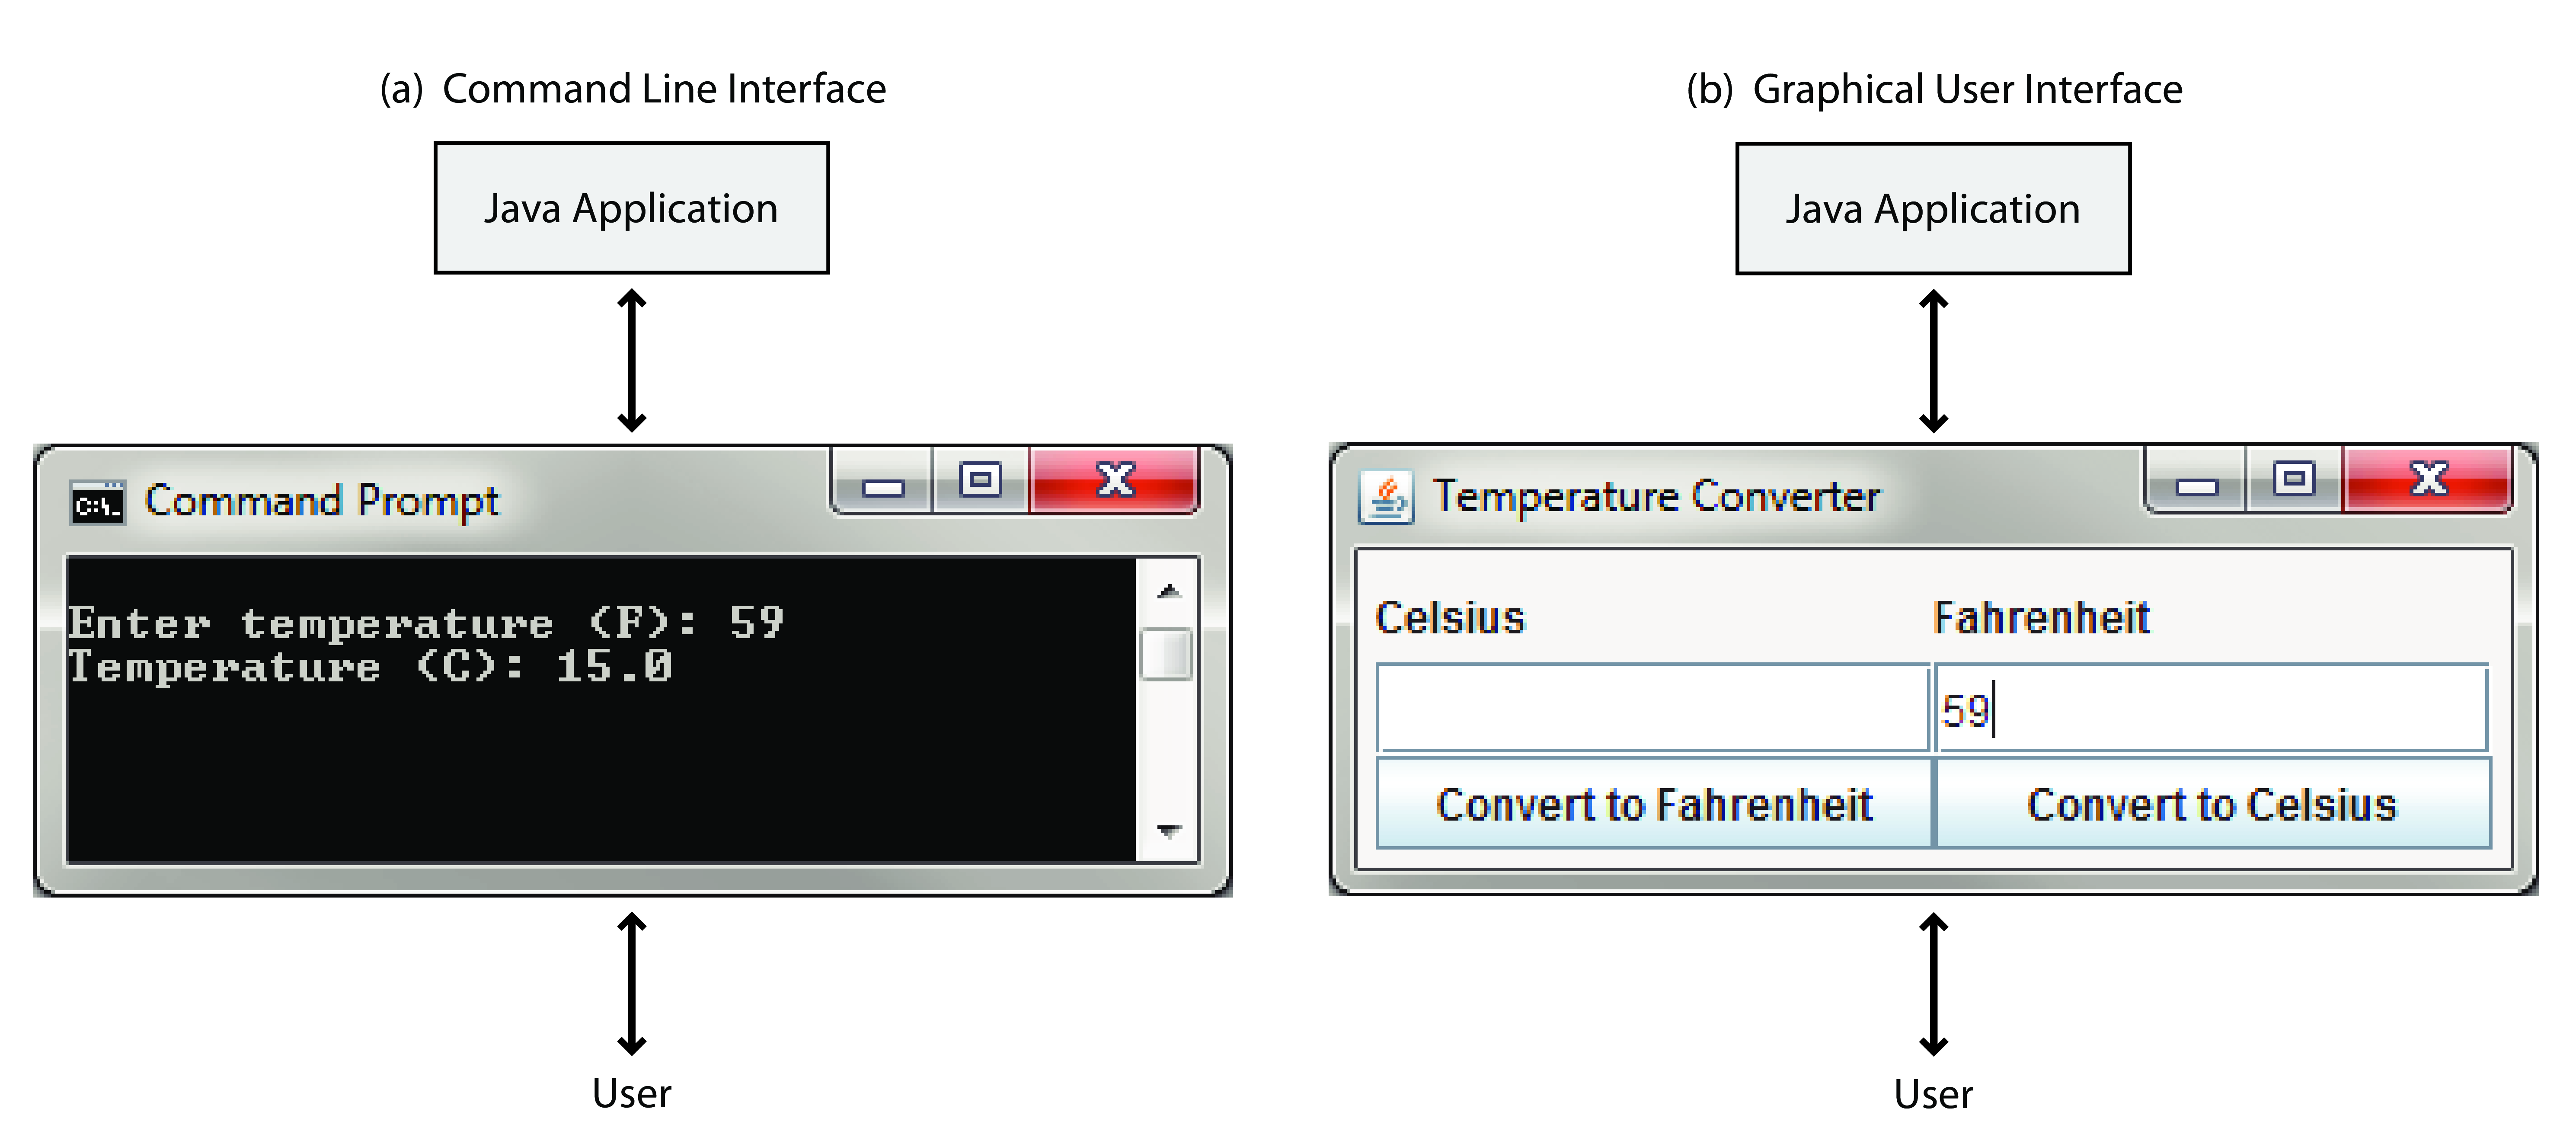 (a) Command Line Interface
Java Application
C:\_
Command Prompt
Enter temperature (F): 59
Temperature (C): 15.0
User
(b) Graphical User Interface
Java Application
Temperature Converter
Celsius Fahrenheit
59
Convert to Fahrenheit Convert to Celsius
User